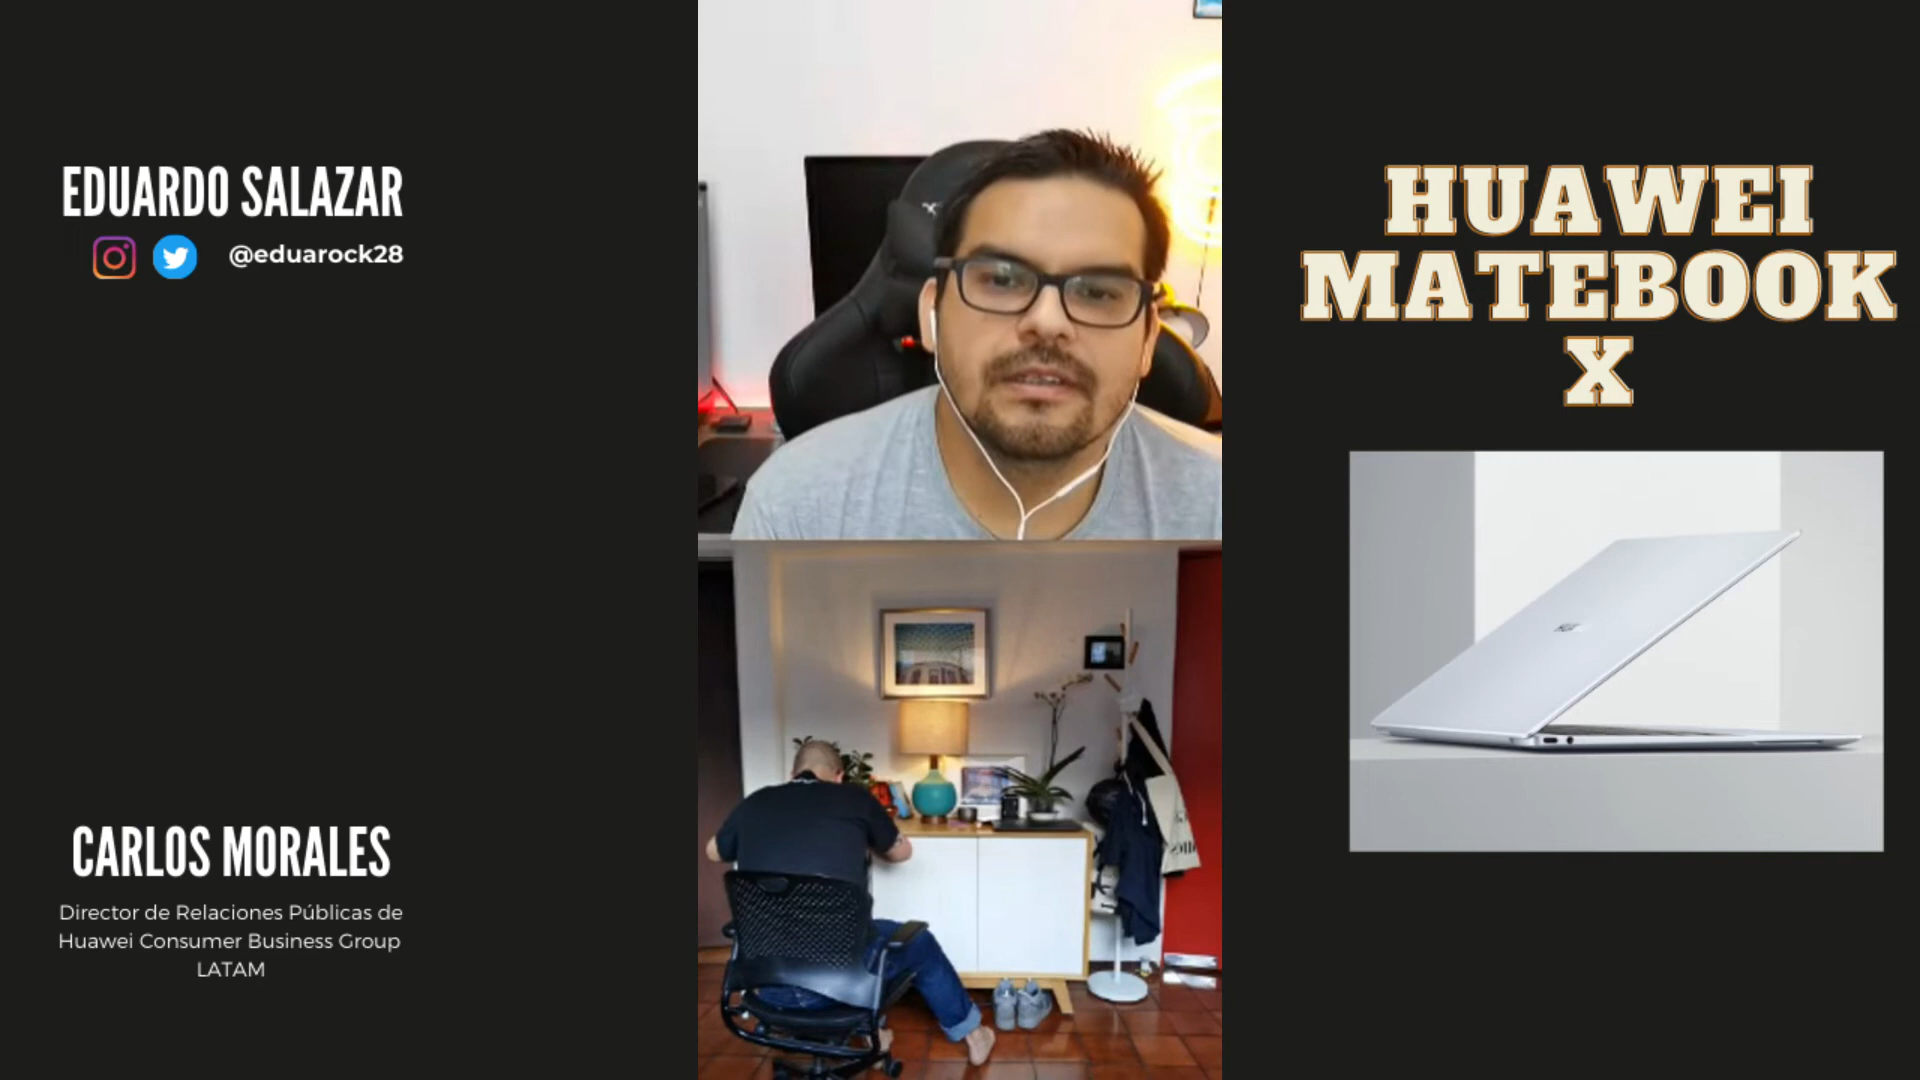 EDUARDO SALAZAR
@eduarock28
CARLOS MORALES
Director de Relaciones Públicas de
Huawei Consumer Business Group
LATAM
HUAWEI
MATEBOOK
X